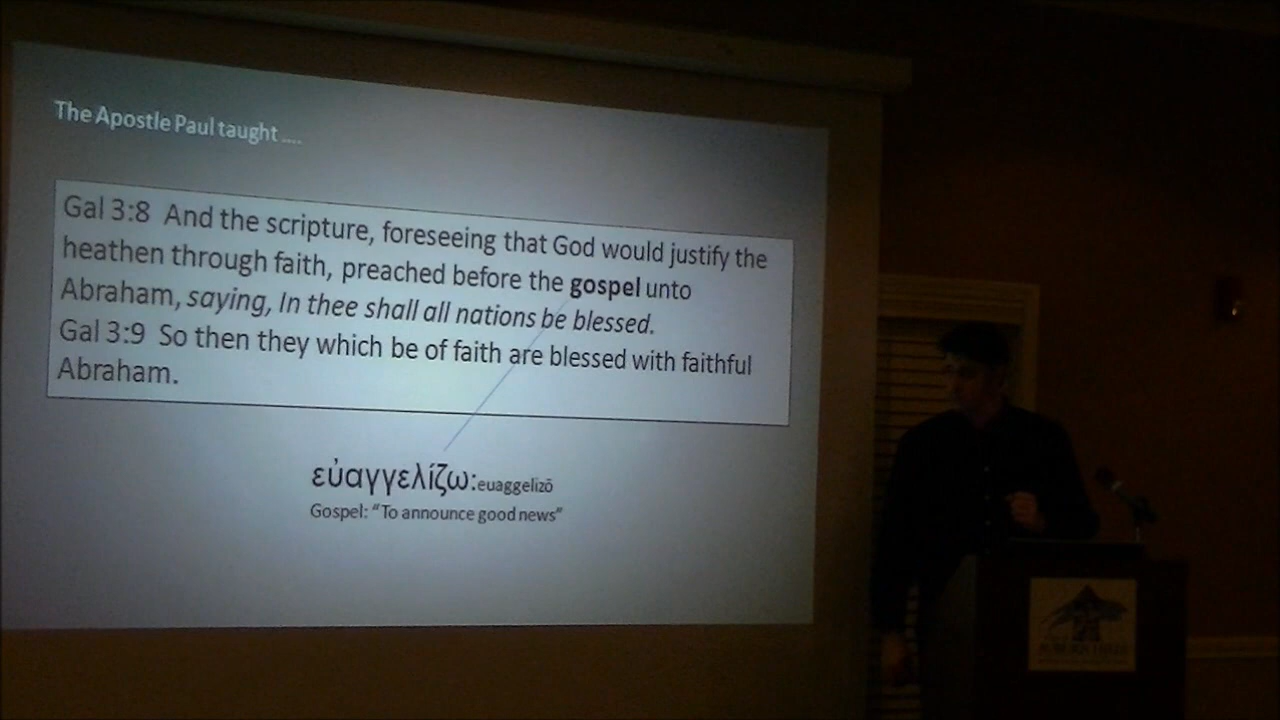 The Apostle Paul taught ....
Gal 3:8 And the scripture, foreseeing that God would justify the
heathen through faith, preached before the gospel unto
Abraham, saying, In thee shall all nations be blessed.
Gal 3:9 So then they which be of faith are blessed with faithful
Abraham.
εὐαγγελίζω:euaggelizō
Gospel: “To announce good news”